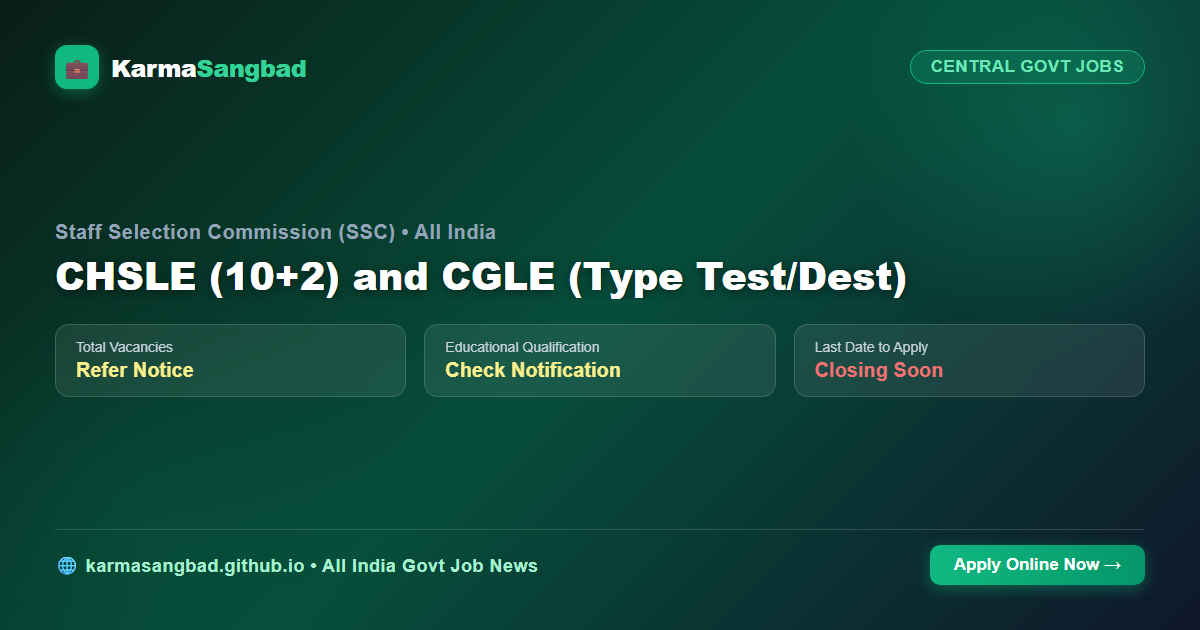 KarmaSangbad
CENTRAL GOVT JOBS
Staff Selection Commission (SSC) • All India
CHSLE (10+2) and CGLE (Type Test/Dest)
Total Vacancies
Refer Notice
Educational Qualification
Check Notification
Last Date to Apply
Closing Soon
karmasangbad.github.io • All India Govt Job News
Apply Online Now →